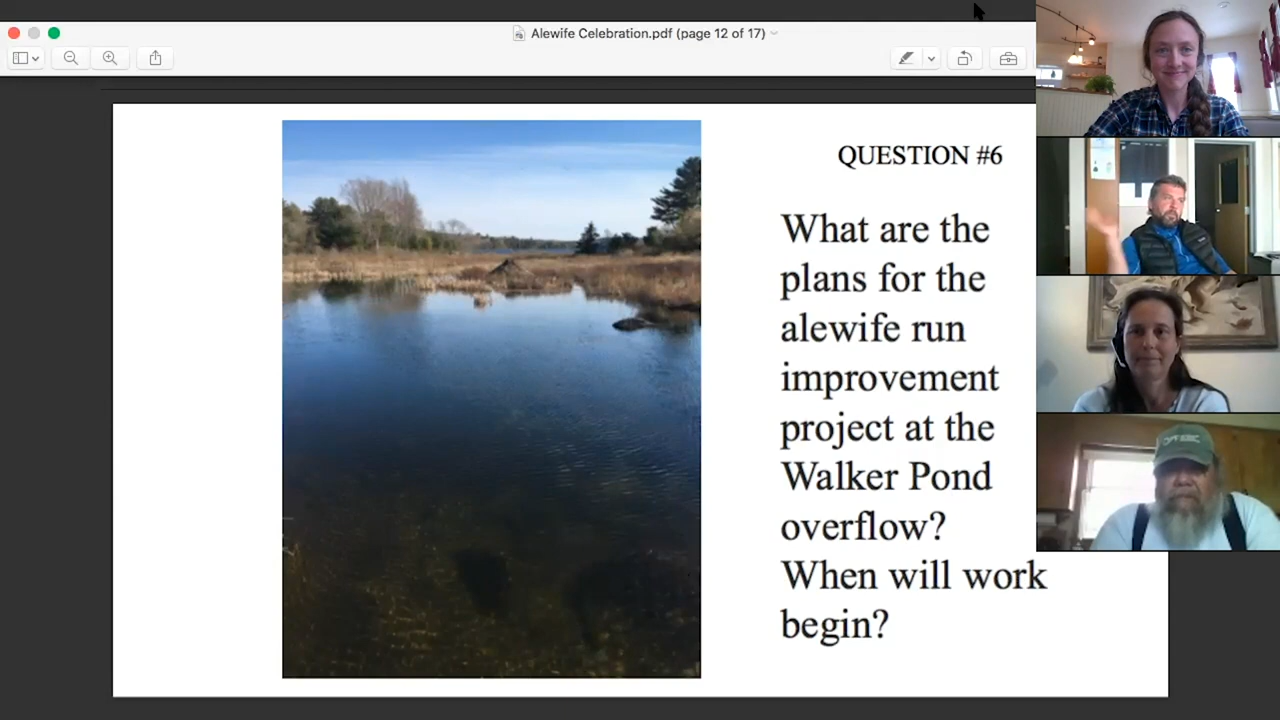 Alewife Celebration.pdf (page 12 of 17)
QUESTION #6
What are the
plans for the
alewife run
improvement
project at the
Walker Pond
overflow?
When will work
begin?